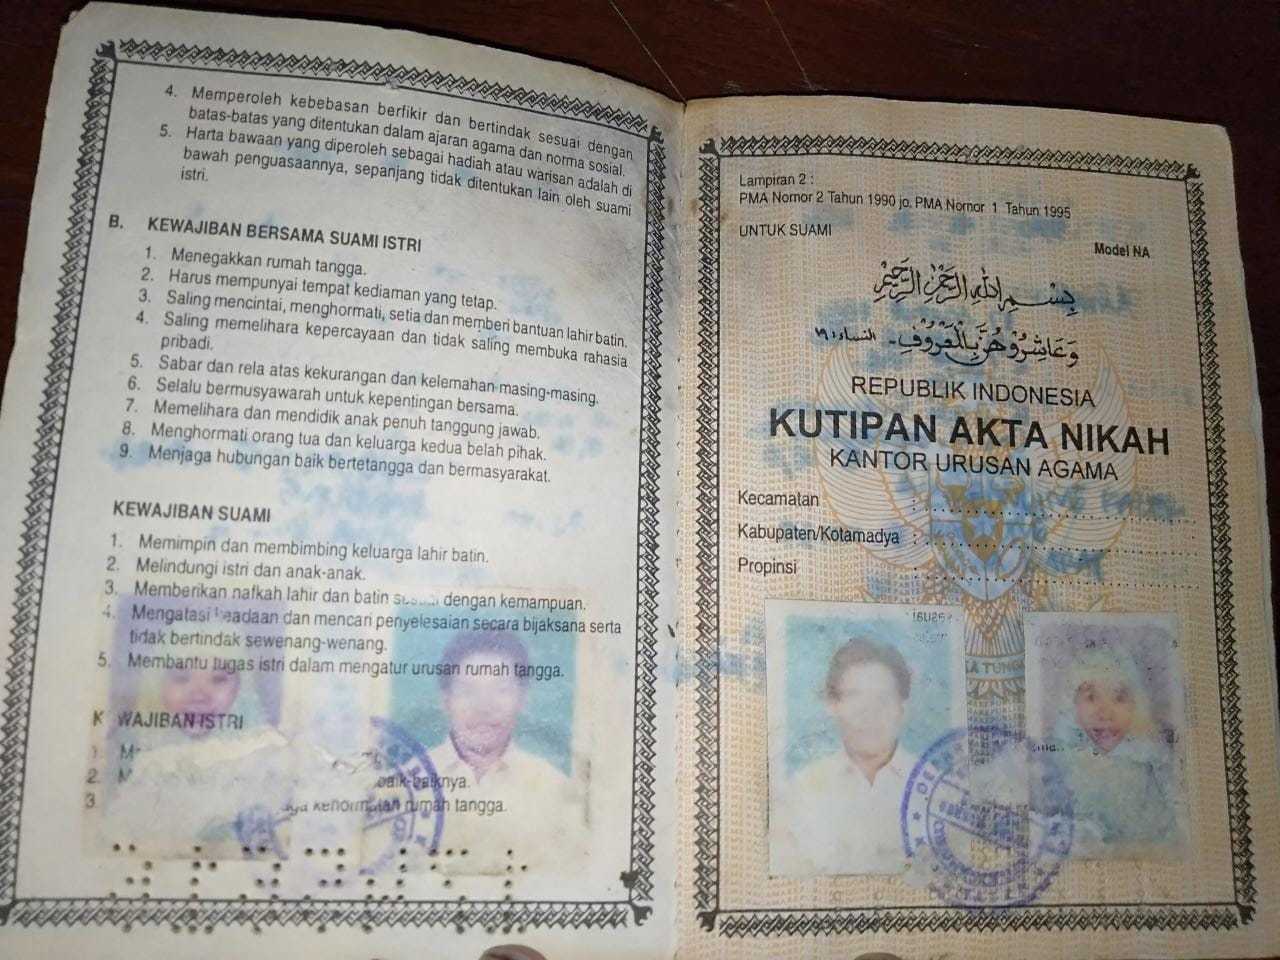 4. Memperoleh kebebasan berfikir dan bertindak sesuai dengan
batas-batas yang ditentukan dalam ajaran agama dan norma sosial.
5. Harta bawaan yang diperoleh sebagai hadiah atau warisan adalah di
bawah penguasaannya, sepanjang tidak ditentukan lain oleh suami
istri.
B. KEWAJIBAN BERSAMA SUAMI ISTRI
1. Menegakkan rumah tangga.
2. Harus mempunyai tempat kediaman yang tetap.
3. Saling mencintai, menghormati, setia dan memberi bantuan lahir batin.
4. Saling memelihara kepercayaan dan tidak saling membuka rahasia
pribadi.
5. Sabar dan rela atas kekurangan dan kelemahan masing-masing.
6. Selalu bermusyawarah untuk kepentingan bersama.
7. Memelihara dan mendidik anak penuh tanggung jawab.
8. Menghormati orang tua dan keluarga kedua belah pihak.
9. Menjaga hubungan baik bertetangga dan bermasyarakat.
KEWAJIBAN SUAMI
1. Memimpin dan membimbing keluarga lahir batin.
2. Melindungi istri dan anak-anak.
3. Memberikan nafkah lahir dan batin dengan kemampuan.
4. Mengatasi keadaan dan mencari penyelesaian secara bijaksana serta
tidak bertindak sewenang-wenang.
5. Membantu tugas istri dalam mengatur urusan rumah tangga.
K WAJIBAN ISTRI
1.
2. baik-baiknya.
3 kehormatan rumah tangga.
Lampiran 2 :
PMA Nomor 2 Tahun 1990 jo. PMA Nomor 1 Tahun 1995
UNTUK SUAMI
Model NA
بِسْمِ اللهِ الرَّحْمٰنِ الرَّحِيْمِ
وَعَاشِرُوْهُنَّ بِالْمَعْرُوْفِ - النساء ١٩
REPUBLIK INDONESIA
KUTIPAN AKTA NIKAH
KANTOR URUSAN AGAMA
Kecamatan
Kabupaten/Kotamadya
Propinsi